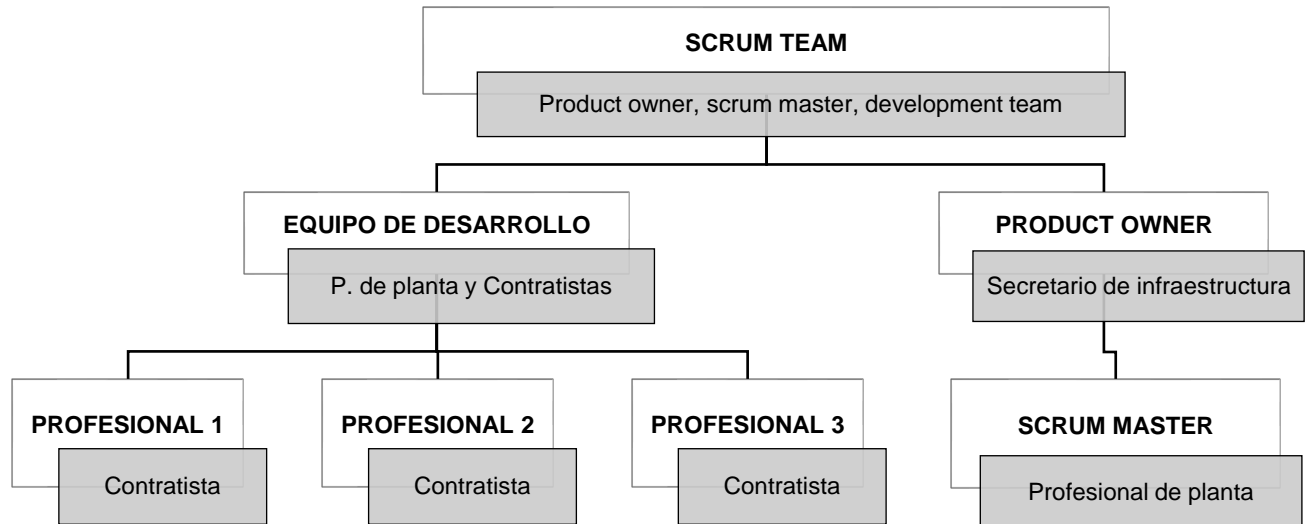 SCRUM TEAM
Product owner, scrum master, development team
EQUIPO DE DESARROLLO
P. de planta y Contratistas
PRODUCT OWNER
Secretario de infraestructura
PROFESIONAL 1
Contratista
PROFESIONAL 2
Contratista
PROFESIONAL 3
Contratista
SCRUM MASTER
Profesional de planta